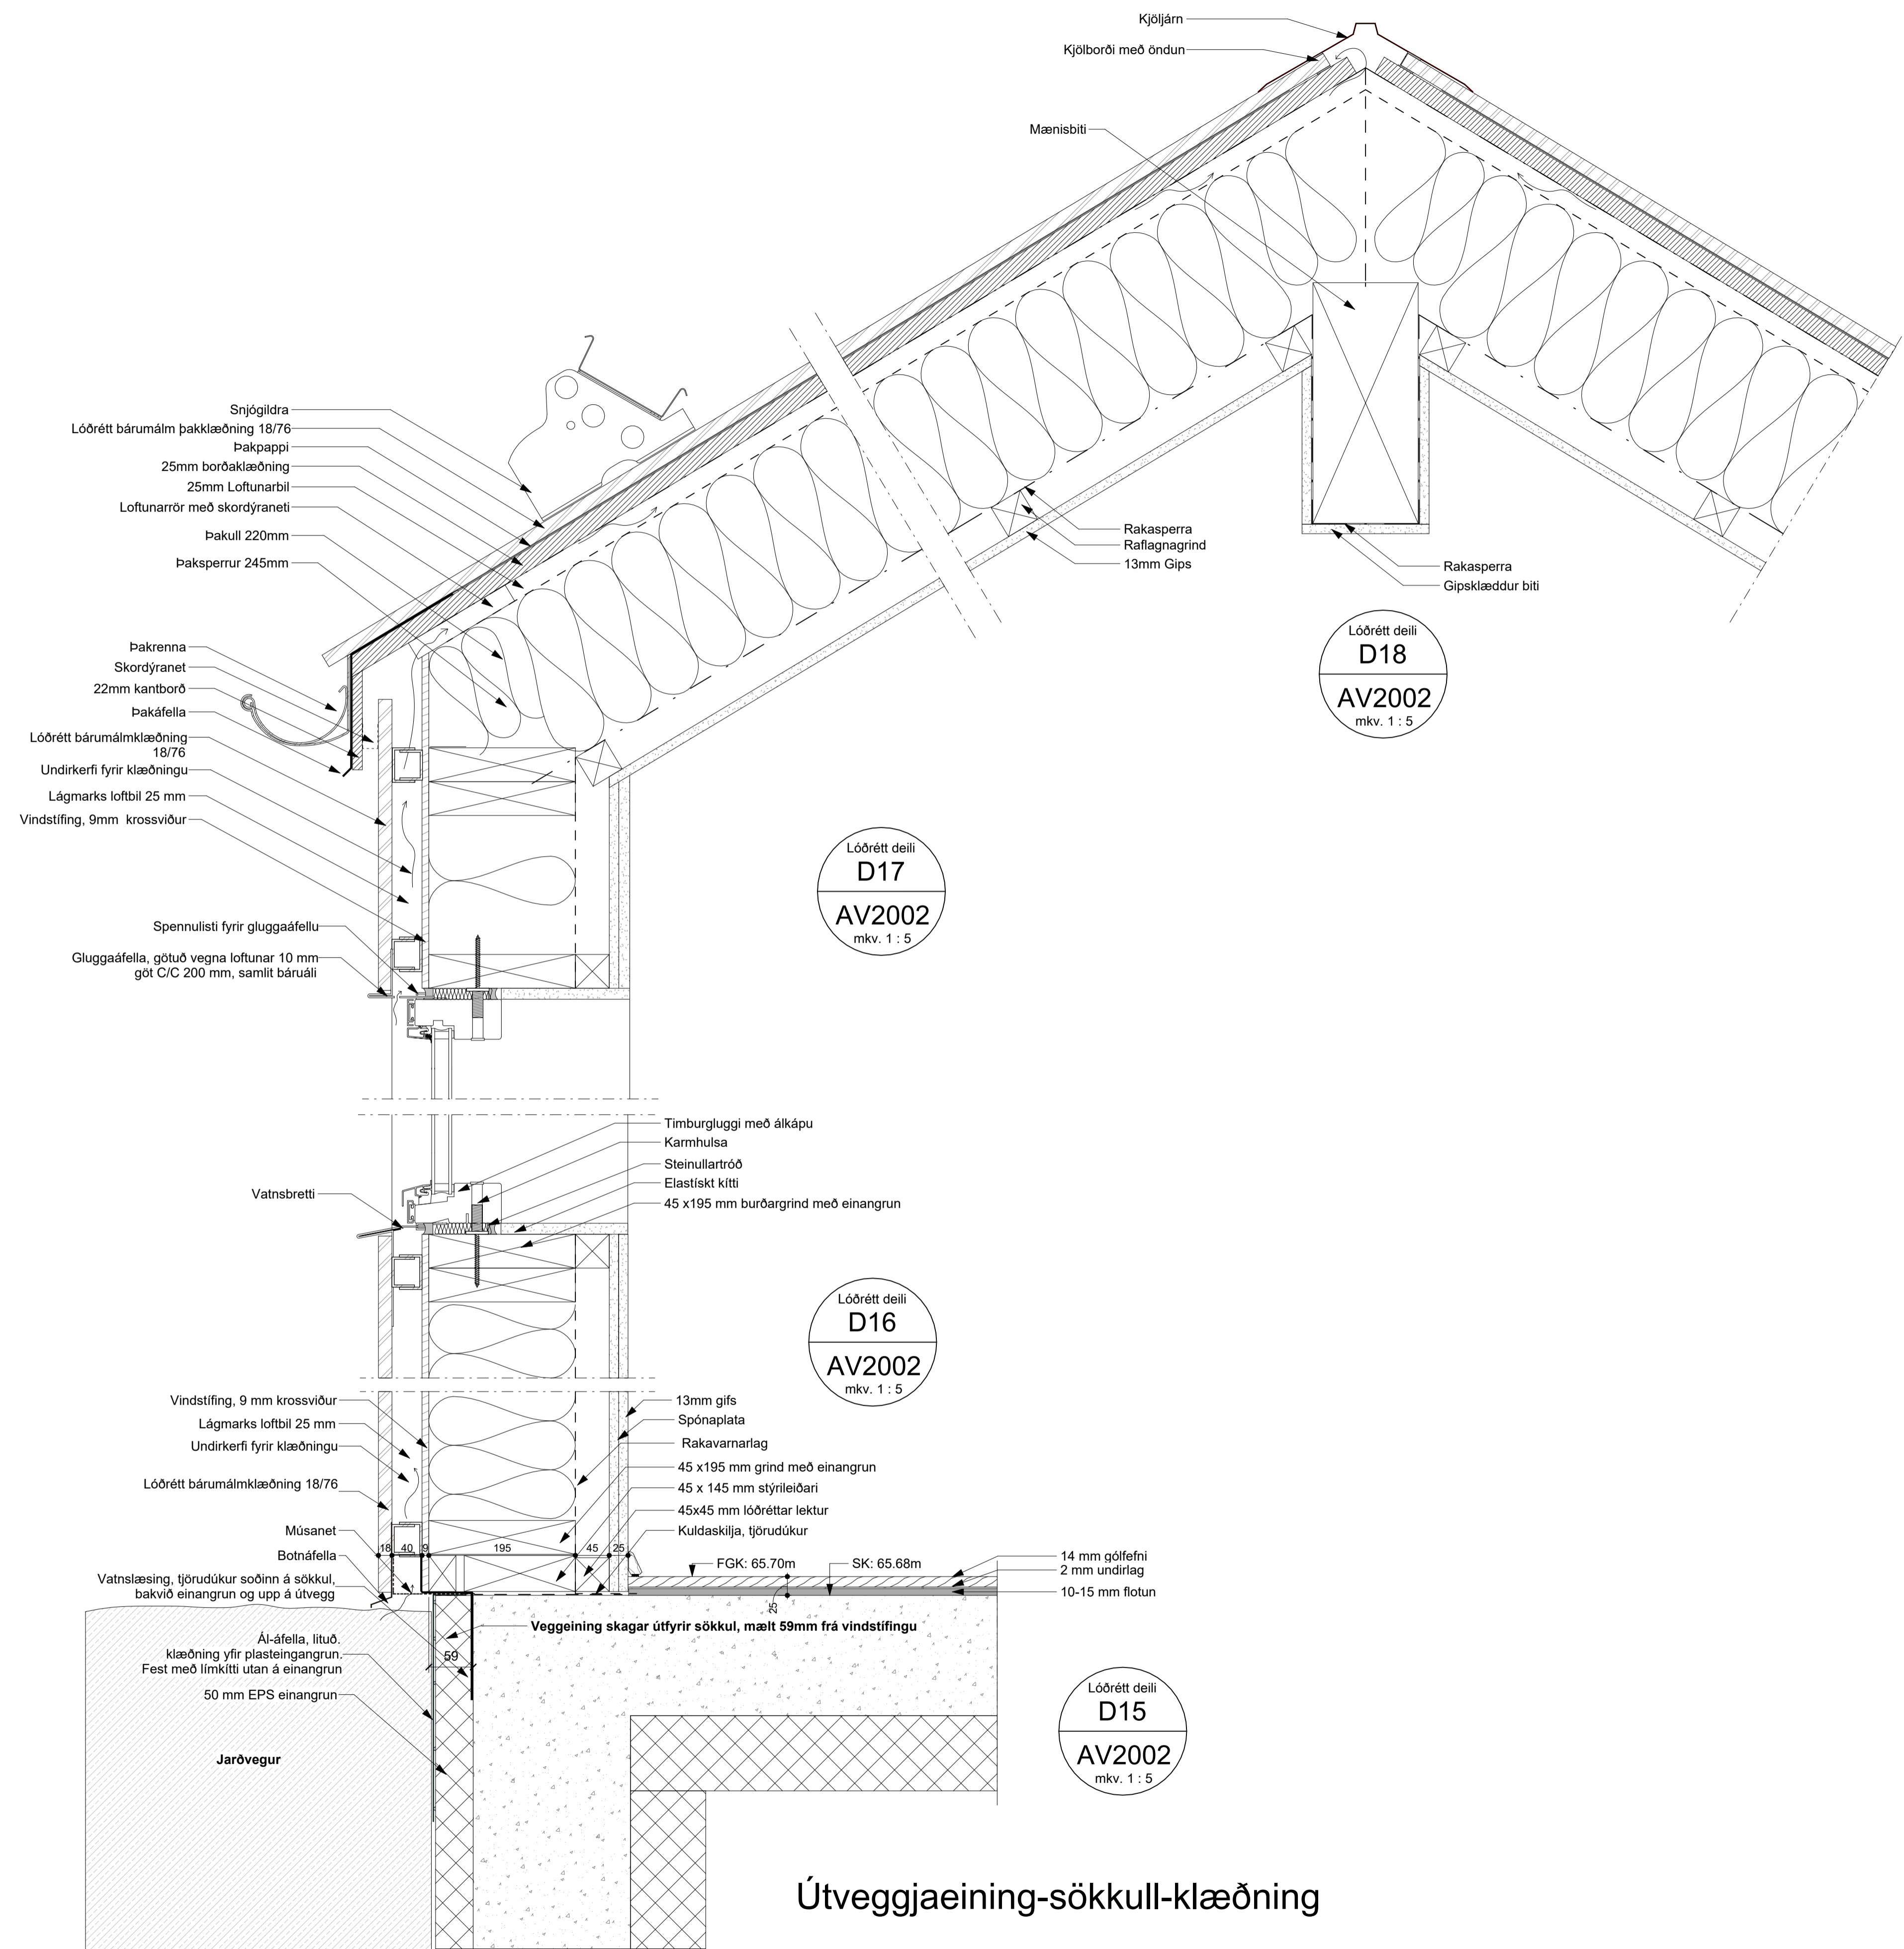 Kjöljárn
Kjölborði með öndun
Mænisbiti
Snjógildra
Lóðrétt bárumálm þakklæðning 18/76
Þakpappi
25mm borðaklæðning
25mm Loftunarbil
Loftunarrör með skordýraneti
Þakull 220mm
Þaksperrur 245mm
Rakasperra
Raflagnagrind
13mm Gips
Rakasperra
Gipsklæddur biti
Lóðrétt deili
D18
AV2002
mkv. 1 : 5
Þakrenna
Skordýranet
22mm kantborð
Þakáfella
Lóðrétt bárumálmklæðning
18/76
Undirkerfi fyrir klæðningu
Lágmarks loftbil 25 mm
Vindstífing, 9mm krossviður
Lóðrétt deili
D17
AV2002
mkv. 1 : 5
Spennulisti fyrir gluggaáfellu
Gluggaáfella, götuð vegna loftunar 10 mm
göt C/C 200 mm, samlit báruáli
Timburgluggi með álkápu
Karmhulsa
Steinullartróð
Elastískt kítti
45 x195 mm burðargrind með einangrun
Vatnsbretti
Lóðrétt deili
D16
AV2002
mkv. 1 : 5
Vindstífing, 9 mm krossviður
Lágmarks loftbil 25 mm
Undirkerfi fyrir klæðningu
Lóðrétt bárumálmklæðning 18/76
Músanet
Botnáfella
Vatnslæsing, tjörudúkur soðinn á sökkul,
bakvið einangrun og upp á útvegg
13mm gifs
Spónaplata
Rakavarnarlag
45 x195 mm grind með einangrun
45 x 145 mm stýrileiðari
45x45 mm lóðréttar lektur
Kuldaskilja, tjörudúkur
18 40 9 195 45 25
FGK: 65.70m
SK: 65.68m
14 mm gólfefni
2 mm undirlag
10-15 mm flotun
25
Veggeining skagar útfyrir sökkul, mælt 59mm frá vindstífingu
59
Ál-áfella, lituð.
klæðning yfir plasteingangrun.
Fest með límkítti utan á einangrun
50 mm EPS einangrun
Jarðvegur
Lóðrétt deili
D15
AV2002
mkv. 1 : 5
Útveggjaeining-sökkull-klæðning